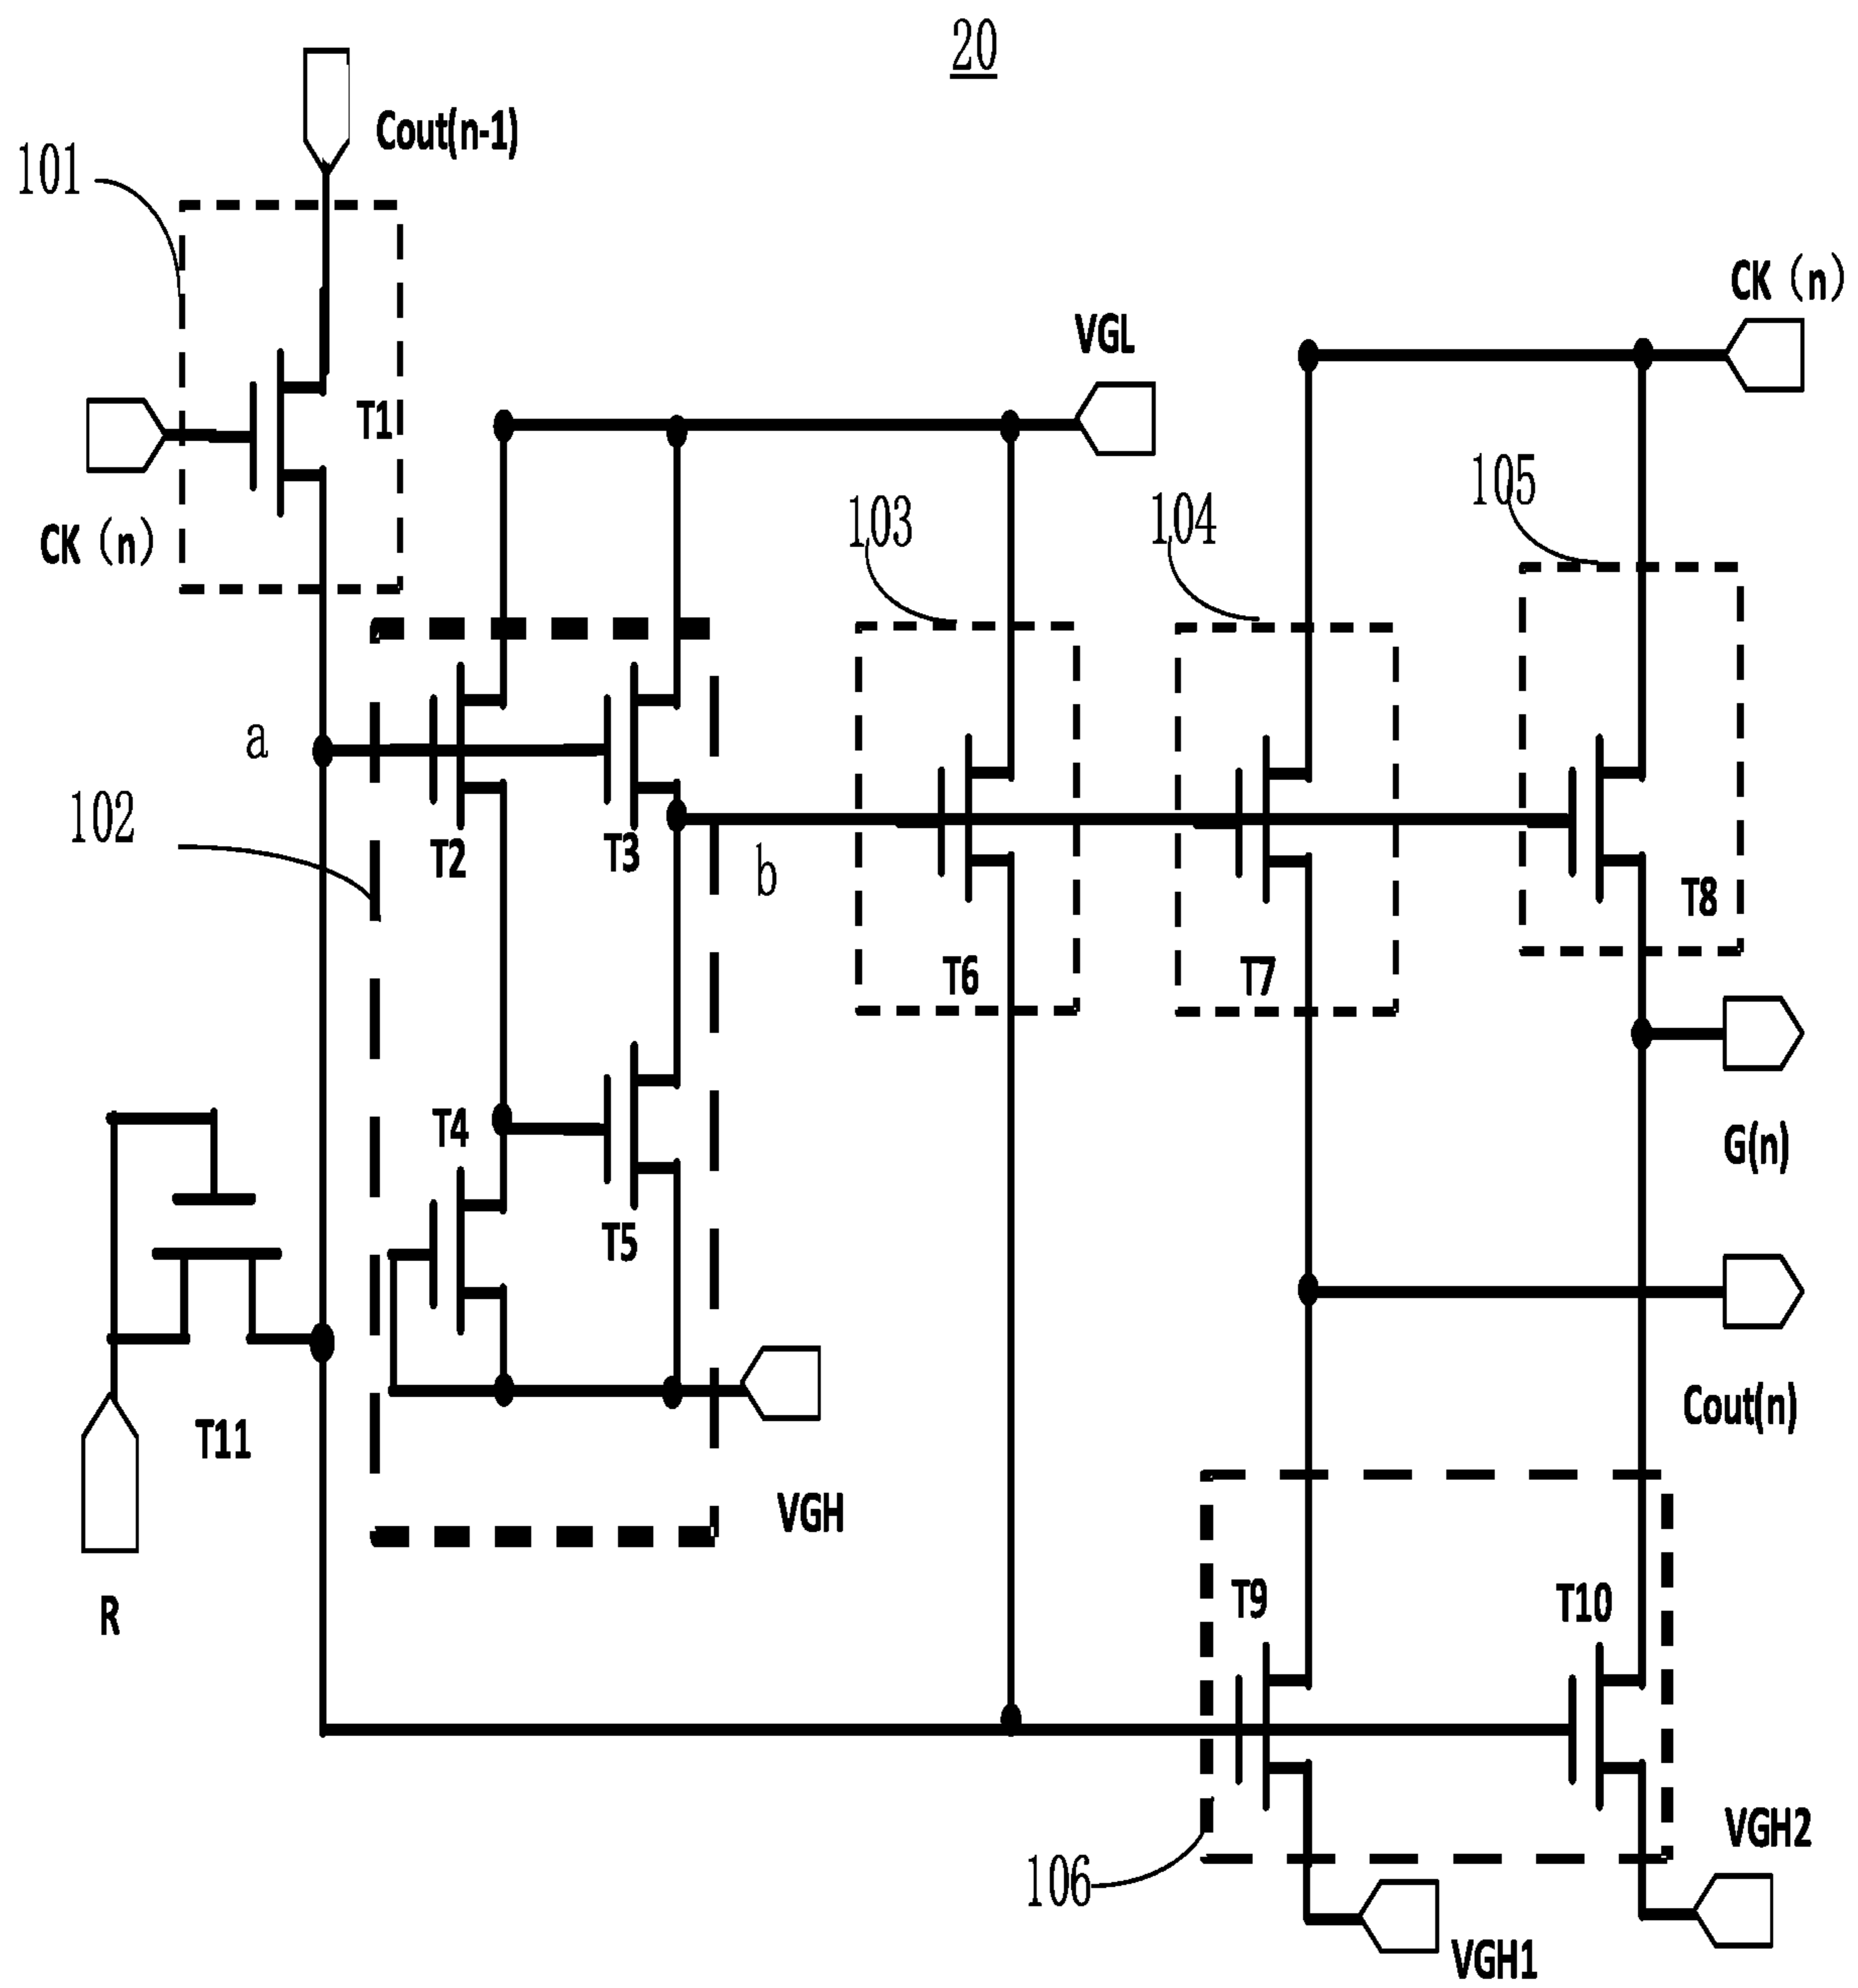 20
Cout(n-1)
101
CK (n)
VGL
T1
105
103
104
CK (n)
a
102
T2
T3
b
T8
T6
T7
T4
G(n)
T5
Cout(n)
T11
VGH
R
T9
T10
VGH2
106
VGH1